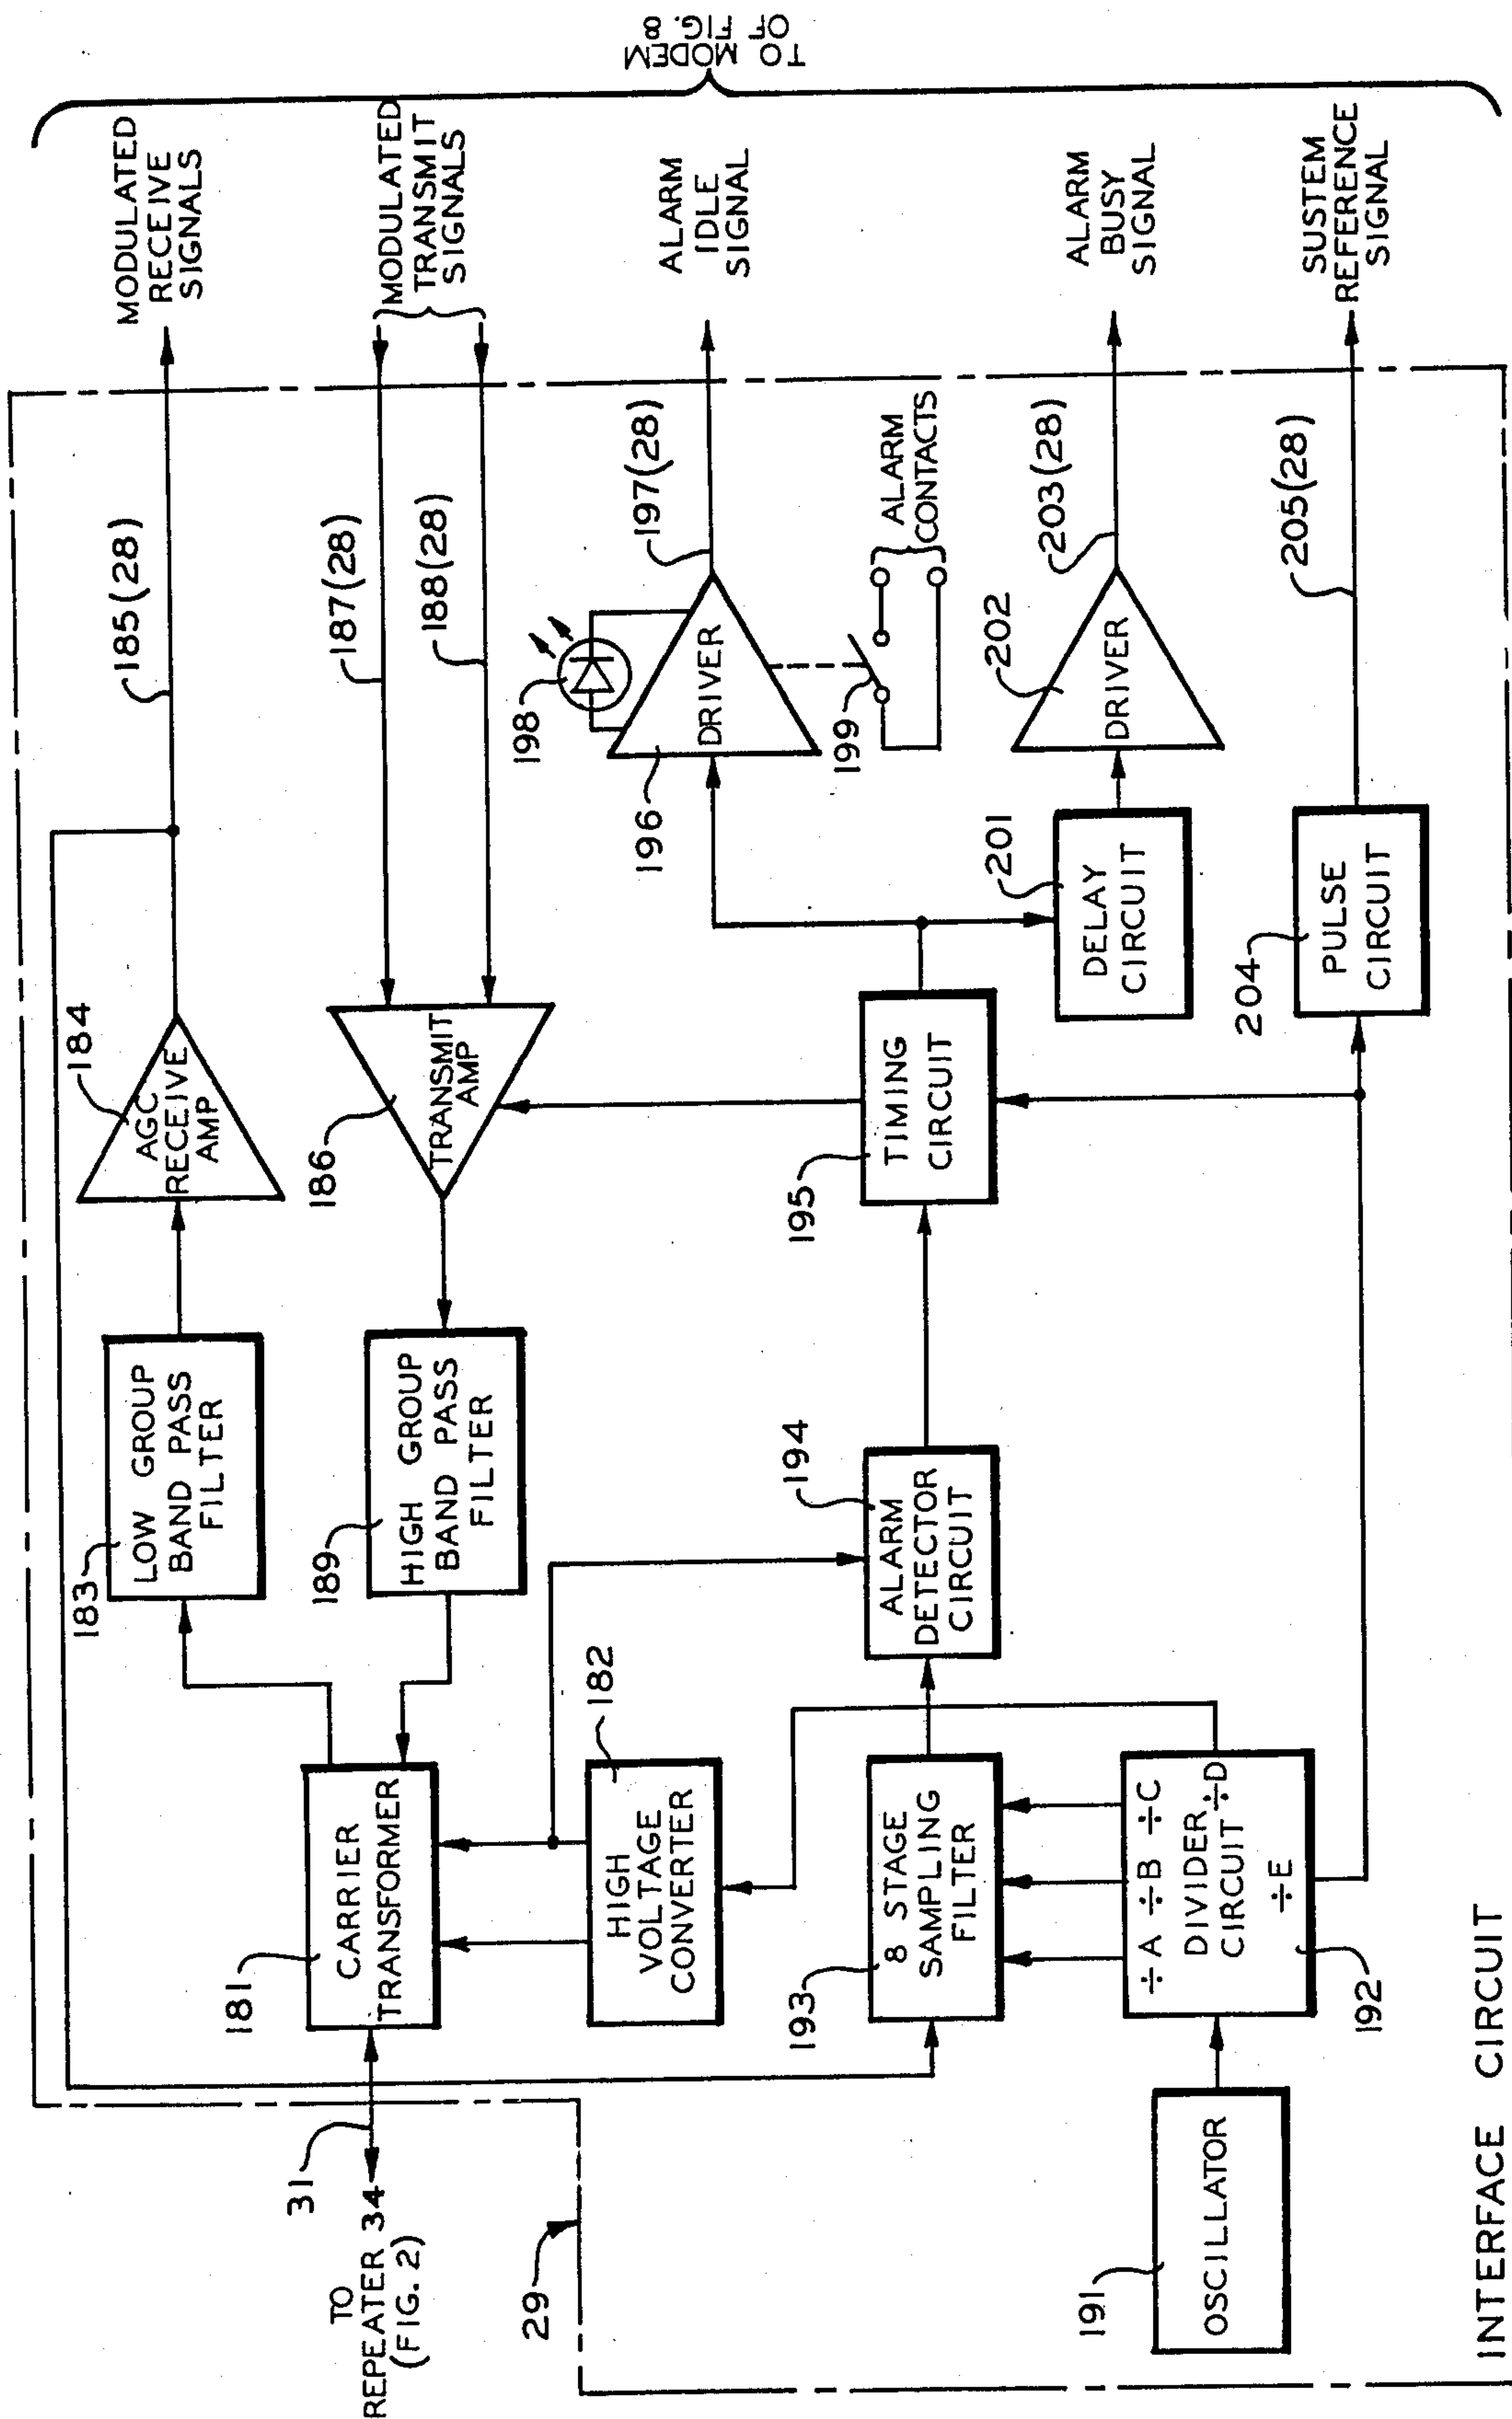 TO
REPEATER 34
(FIG. 2)
31
29
181
CARRIER
TRANSFORMER
182
HIGH
VOLTAGE
CONVERTER
183
LOW GROUP
BAND PASS
FILTER
184
AGC
RECEIVE
AMP
185(28)
MODULATED
RECEIVE
SIGNALS
189
HIGH GROUP
BAND PASS
FILTER
186
TRANSMIT
AMP
187(28)
188(28)
MODULATED
TRANSMIT
SIGNALS
193
8 STAGE
SAMPLING
FILTER
194
ALARM
DETECTOR
CIRCUIT
195
TIMING
CIRCUIT
196
DRIVER
198
197(28)
ALARM
IDLE
SIGNAL
199
ALARM
CONTACTS
201
DELAY
CIRCUIT
202
DRIVER
203(28)
ALARM
BUSY
SIGNAL
191
OSCILLATOR
192
÷A ÷B ÷C
DIVIDER
CIRCUIT ÷D
÷E
204
PULSE
CIRCUIT
205(28)
SUSTEM
REFERENCE
SIGNAL
TO MODEM
OF FIG. 8
INTERFACE CIRCUIT